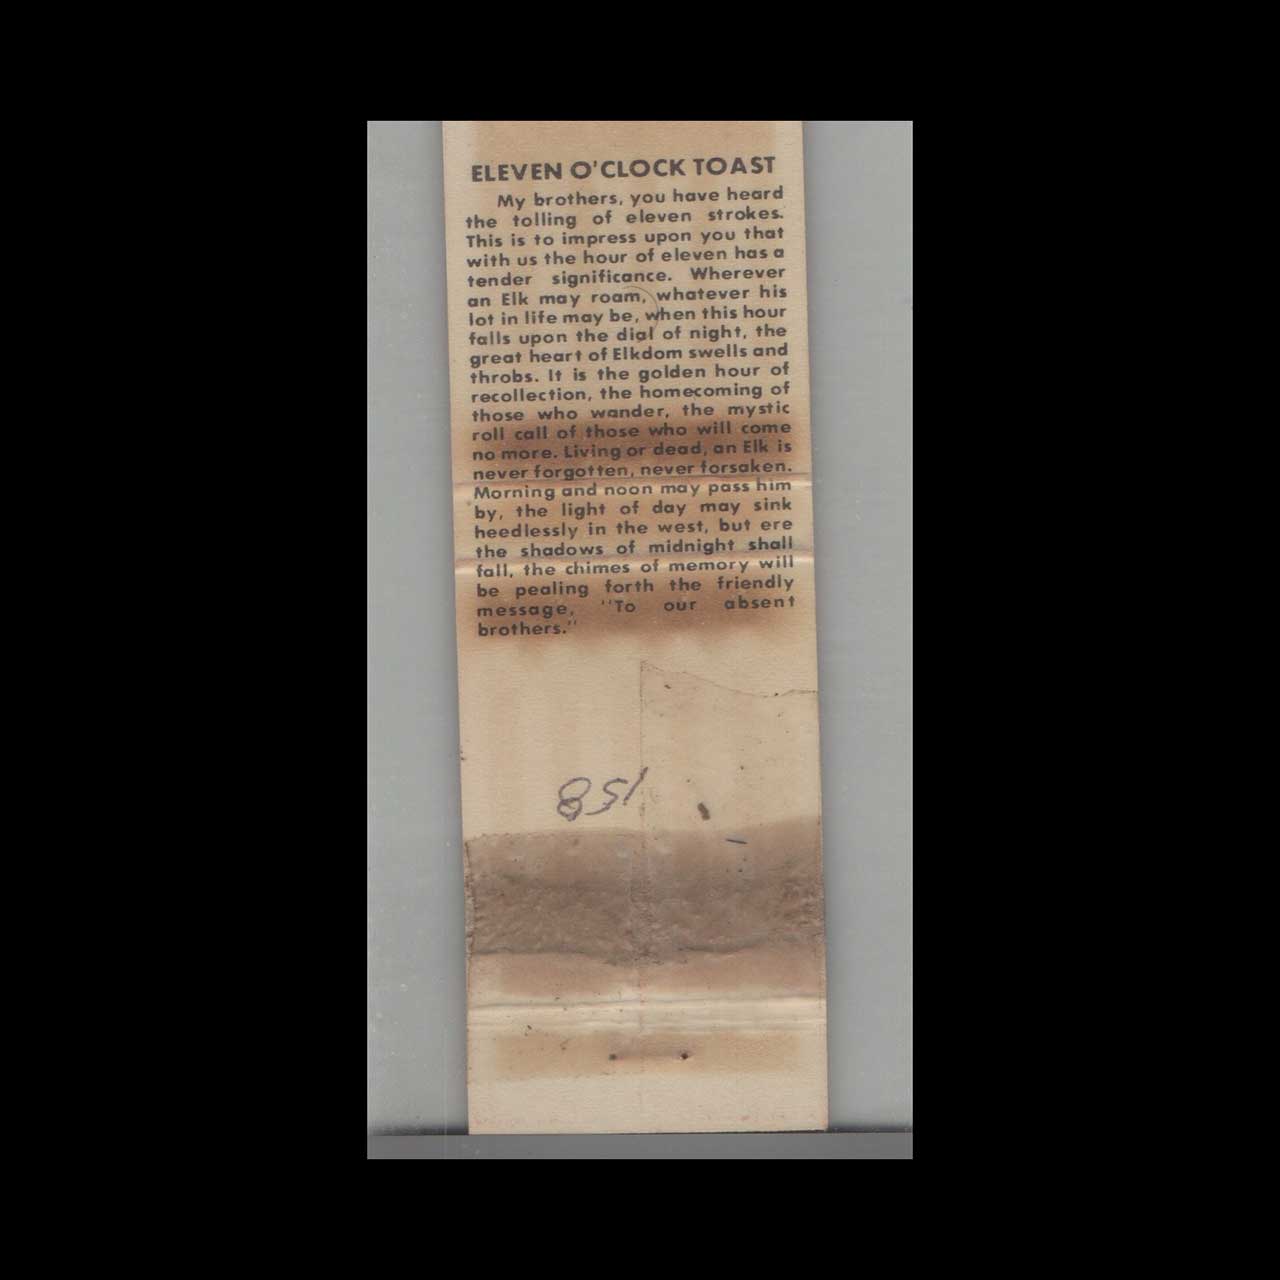 ELEVEN O'CLOCK TOAST
My brothers, you have heard
the tolling of eleven strokes.
This is to impress upon you that
with us the hour of eleven has a
tender significance. Wherever
an Elk may roam, whatever his
lot in life may be, when this hour
falls upon the dial of night, the
great heart of Elkdom swells and
throbs. It is the golden hour of
recollection, the homecoming of
those who wander, the mystic
roll call of those who will come
no more. Living or dead, an Elk is
never forgotten, never forsaken.
Morning and noon may pass him
by, the light of day may sink
heedlessly in the west, but ere
the shadows of midnight shall
fall, the chimes of memory will
be pealing forth the friendly
message, "To our absent
brothers."
158